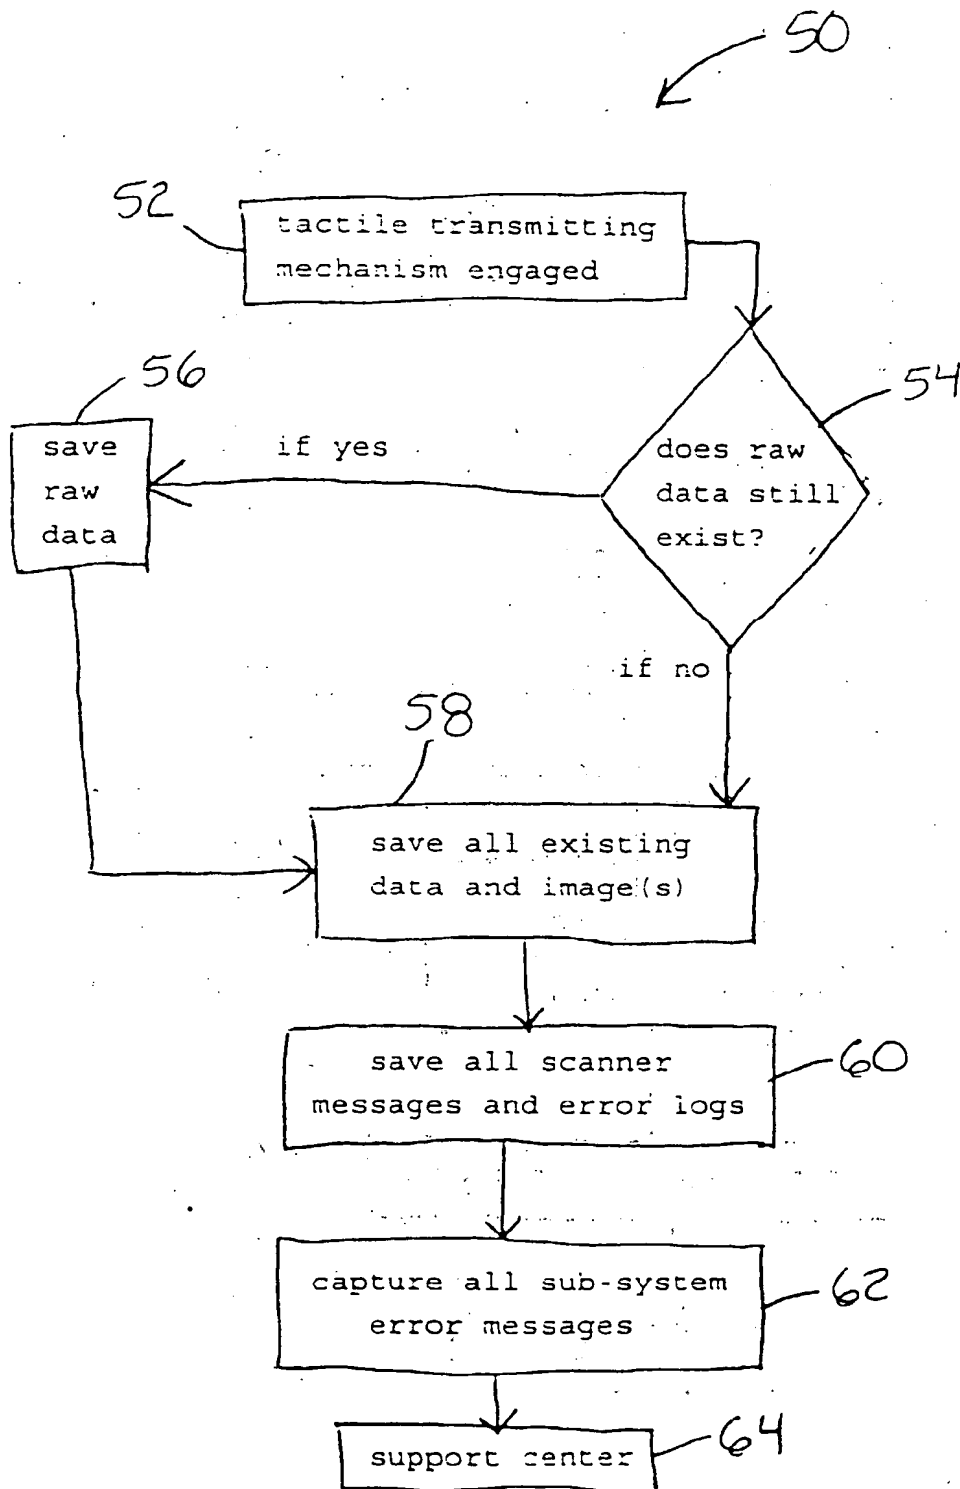 50
52
tactile transmitting
mechanism engaged
56
54
save
raw
data
if yes
does raw
data still
exist?
if no
58
save all existing
data and image(s)
60
save all scanner
messages and error logs
62
capture all sub-system
error messages
64
support center